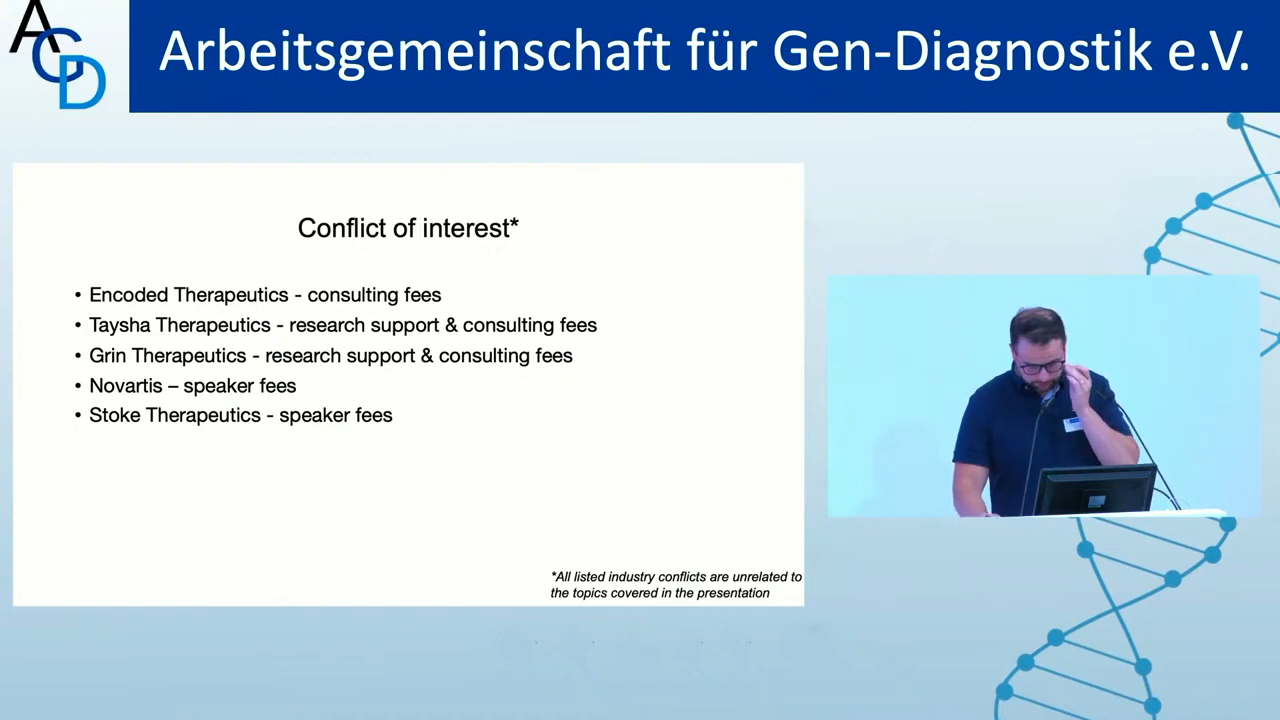 AGD
Arbeitsgemeinschaft für Gen-Diagnostik e.V.
Conflict of interest*
• Encoded Therapeutics - consulting fees
• Taysha Therapeutics - research support & consulting fees
• Grin Therapeutics - research support & consulting fees
• Novartis – speaker fees
• Stoke Therapeutics - speaker fees
*All listed industry conflicts are unrelated to
the topics covered in the presentation